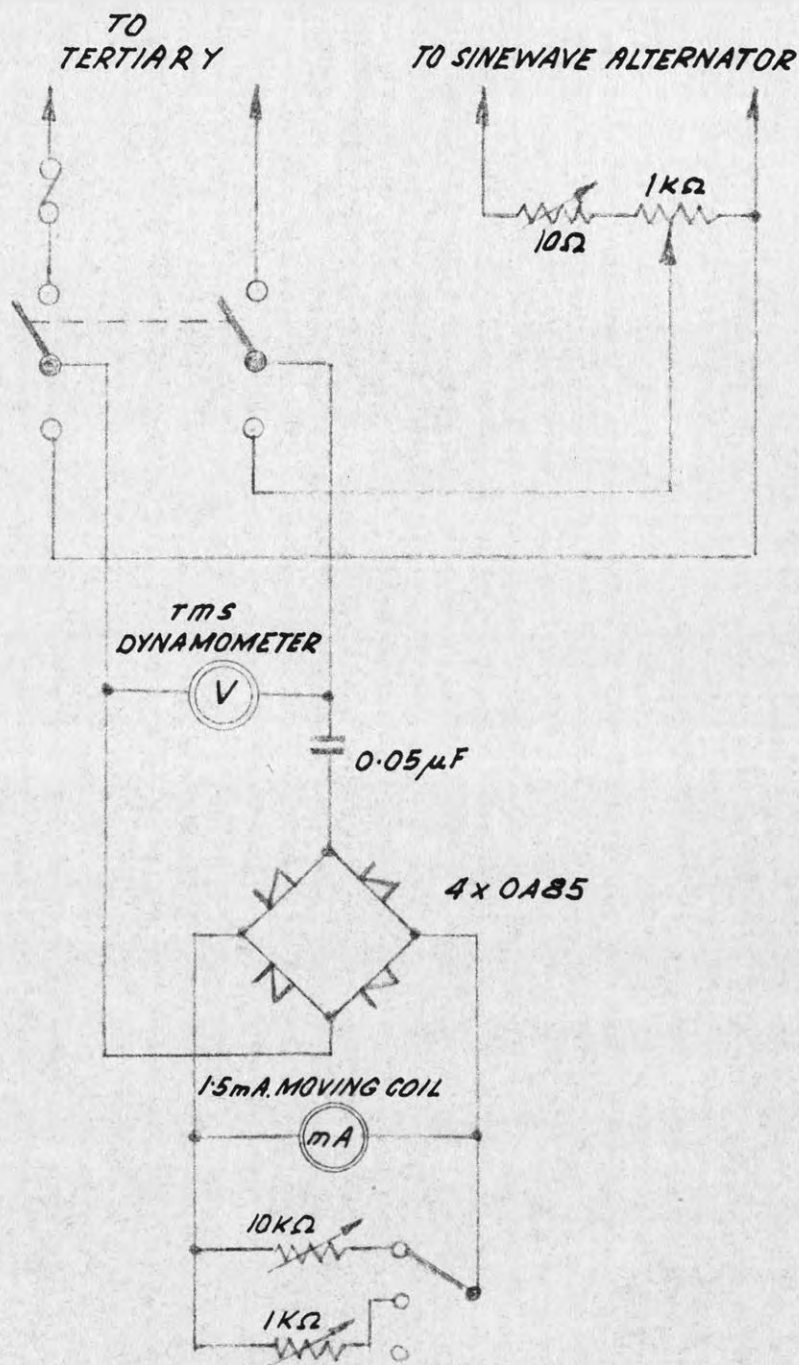 TO
TERTIARY
TO SINEWAVE ALTERNATOR
1KΩ
10Ω
rms
DYNAMOMETER
V
0.05µF
4 x OA85
1.5mA. MOVING COIL
mA
10KΩ
1KΩ